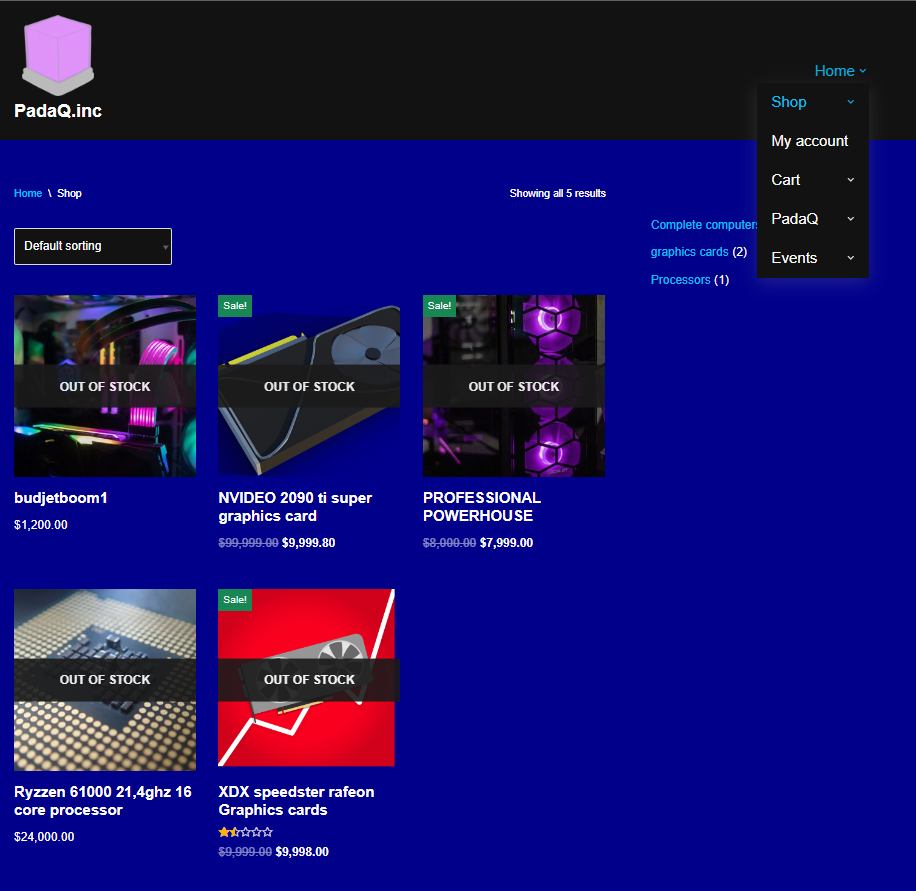 PadaQ.inc
Home
Shop
My account
Cart
PadaQ
Events
Home \ Shop
Showing all 5 results
Default sorting
Complete computers
graphics cards (2)
Processors (1)
OUT OF STOCK
budjetboom1
$1,200.00
Sale!
OUT OF STOCK
NVIDEO 2090 ti super
graphics card
$99,999.00 $9,999.80
Sale!
OUT OF STOCK
PROFESSIONAL
POWERHOUSE
$8,000.00 $7,999.00
OUT OF STOCK
Ryzzen 61000 21,4ghz 16
core processor
$24,000.00
Sale!
OUT OF STOCK
XDX speedster rafeon
Graphics cards
$9,999.00 $9,998.00